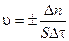 υ = ± Δn / SΔτ